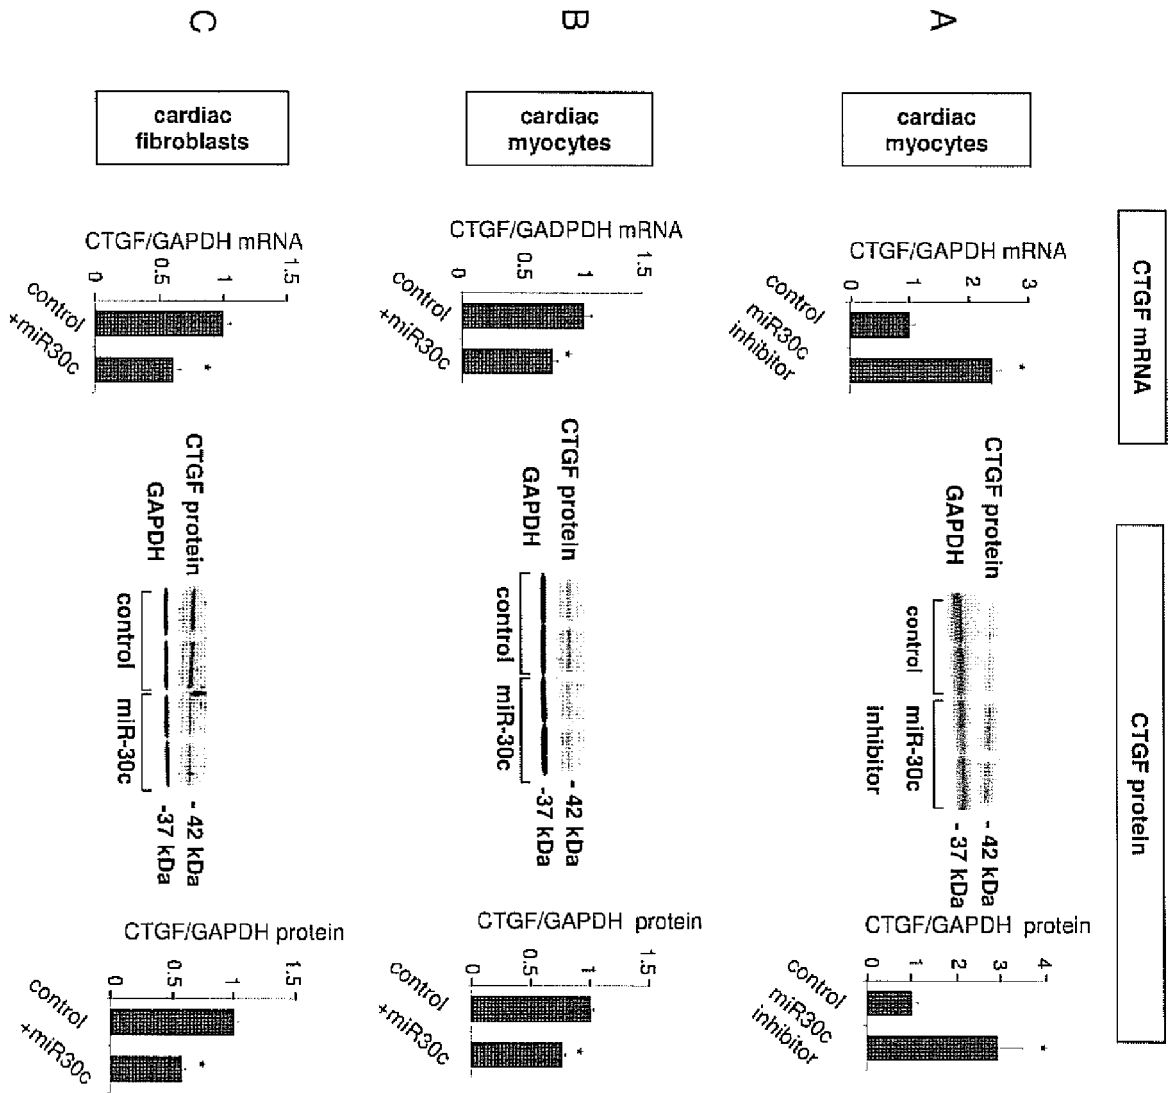 CTGF mRNA
CTGF protein
A
cardiac
myocytes
CTGF/GAPDH mRNA
3
2
1
0
control
miR30c
inhibitor
*
CTGF protein
GAPDH
- 42 kDa
- 37 kDa
control
miR-30c
inhibitor
CTGF/GAPDH protein
4
3
2
1
0
control
miR30c
inhibitor
*
B
cardiac
myocytes
CTGF/GADPDH mRNA
1.5
1
0.5
0
control
+miR30c
*
CTGF protein
GAPDH
- 42 kDa
-37 kDa
control
miR-30c
CTGF/GAPDH protein
1.5
1
0.5
0
control
+miR30c
*
C
cardiac
fibroblasts
CTGF/GAPDH mRNA
1.5
1
0.5
0
control
+miR30c
*
CTGF protein
GAPDH
- 42 kDa
-37 kDa
control
miR-30c
CTGF/GAPDH protein
1.5
1
0.5
0
control
+miR30c
*